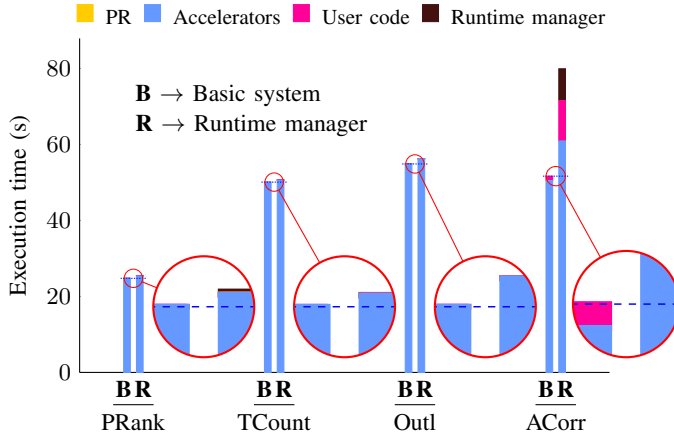 PR Accelerators User code Runtime manager
B → Basic system
R → Runtime manager
Execution time (s)
80
60
40
20
0
B R B R B R B R
PRank TCount Outl ACorr